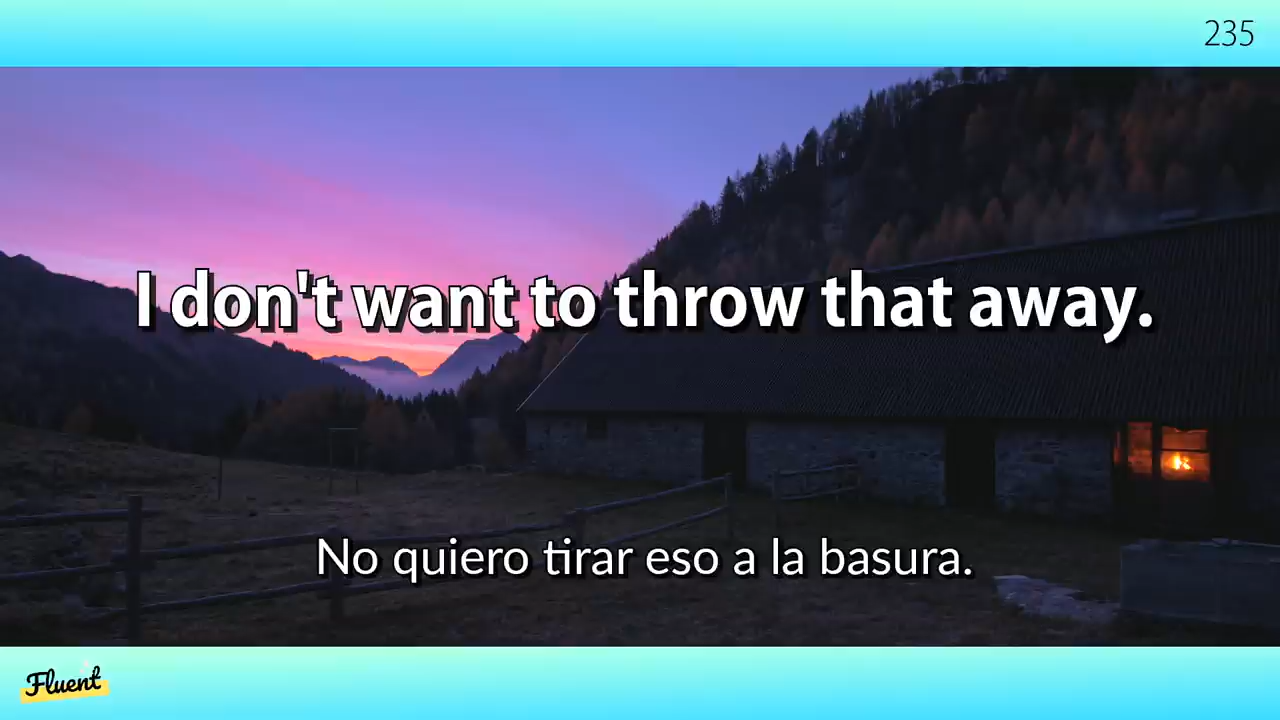 235
I don't want to throw that away.
No quiero tirar eso a la basura.
Fluent